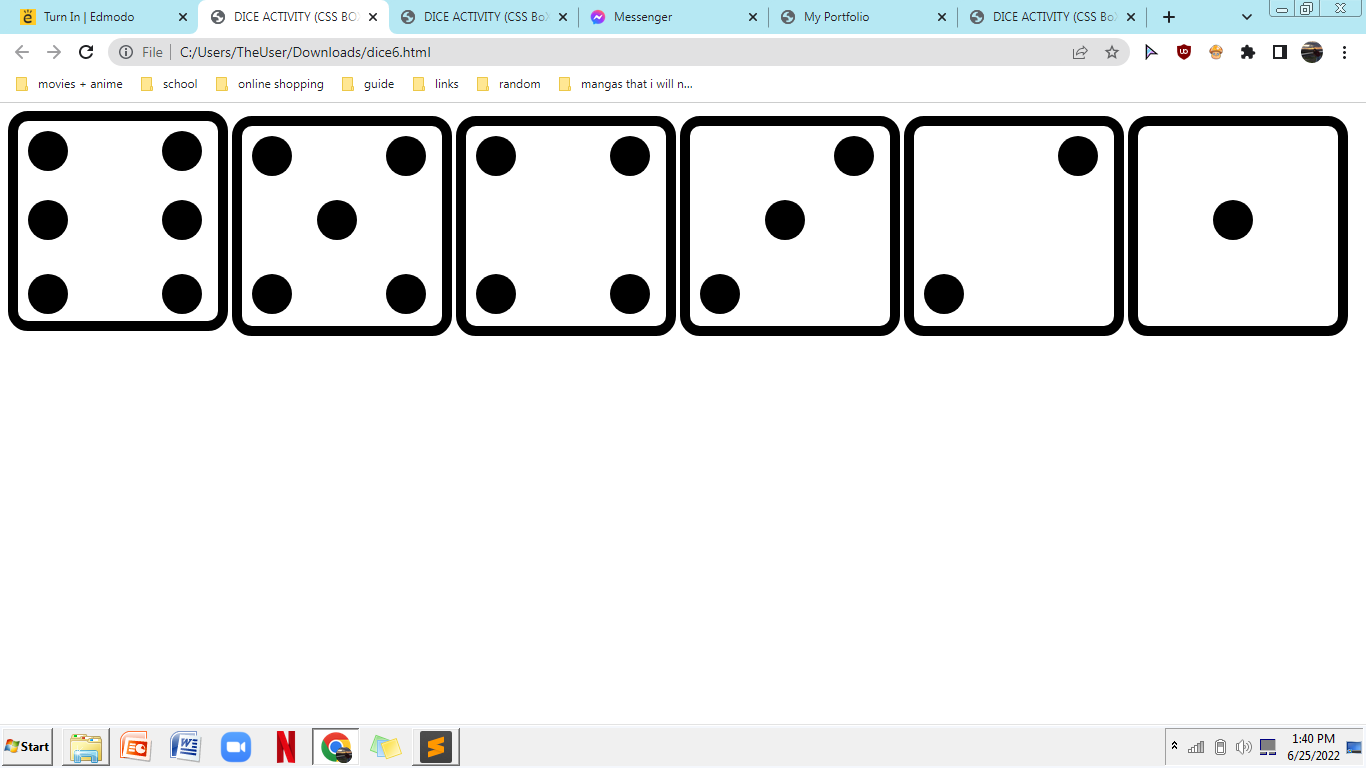 Turn In | Edmodo
DICE ACTIVITY (CSS BO
DICE ACTIVITY (CSS Bo
Messenger
My Portfolio
DICE ACTIVITY (CSS Bo
File | C:/Users/TheUser/Downloads/dice6.html
movies + anime
school
online shopping
guide
links
random
mangas that i will n...
Start
1:40 PM
6/25/2022